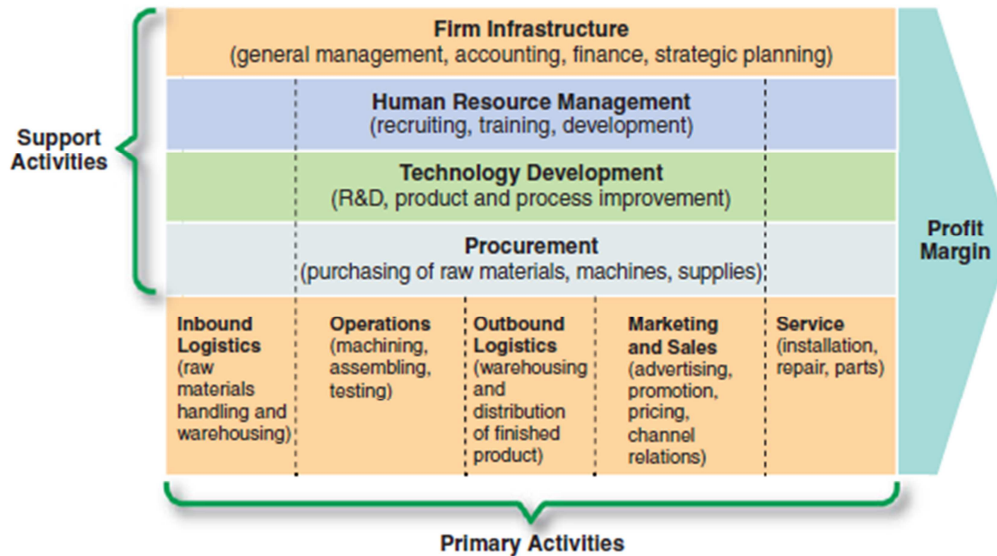 Firm Infrastructure
(general management, accounting, finance, strategic planning)
Human Resource Management
(recruiting, training, development)
Support
Activities
Technology Development
(R&D, product and process improvement)
Profit
Margin
Procurement
(purchasing of raw materials, machines, supplies)
Inbound
Logistics
(raw
materials
handling and
warehousing)
Operations
(machining,
assembling,
testing)
Outbound
Logistics
(warehousing
and
distribution
of finished
product)
Marketing
and Sales
(advertising,
promotion,
pricing,
channel
relations)
Service
(installation,
repair, parts)
Primary Activities